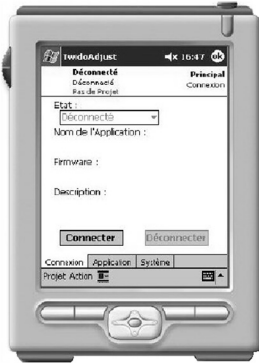 TwidoAdjust 16:47 ok
Déconnecté Principal
Déconnecté Connexion
Pas de Projet
Etat :
Déconnecté
Nom de l'Application :
Firmware :
Description :
Connecter Déconnecter
Connexion Application Système
Projet Action